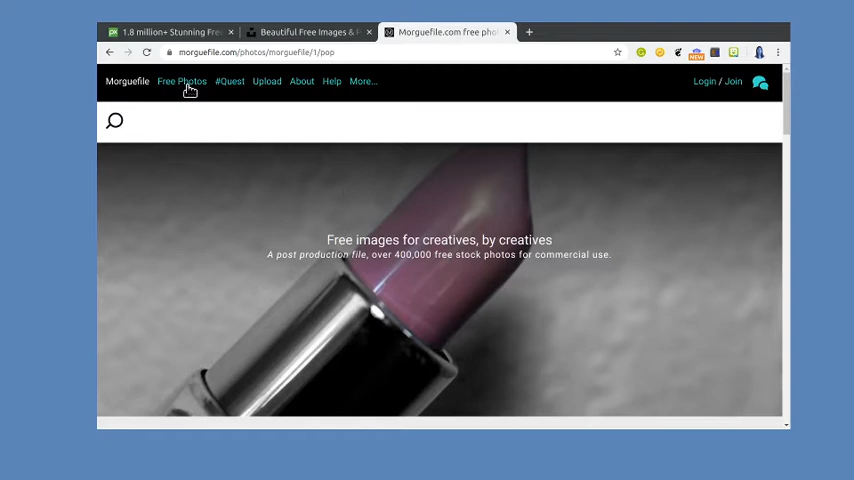 1.8 million+ Stunning Fre
Beautiful Free Images & P
Morguefile.com free pho
morguefile.com/photos/morguefile/1/pop
NEW
Morguefile Free Photos #Quest Upload About Help More... Login / Join
Free images for creatives, by creatives
A post production file, over 400,000 free stock photos for commercial use.